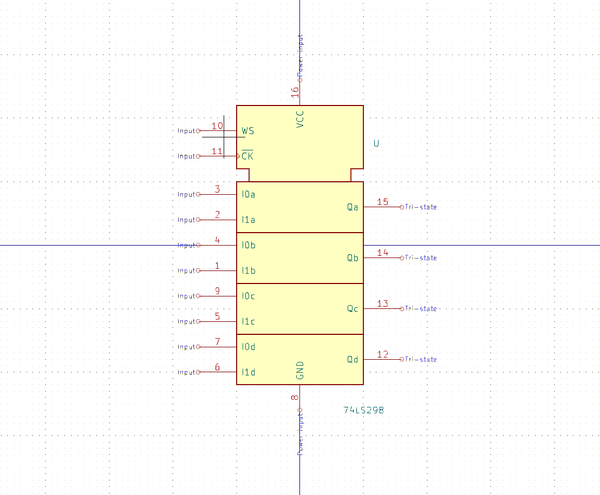 Power input
16
VCC
U
Input 10 WS
Input 11 CK
Input 3 I0a
Qa 15 Tri-state
Input 2 I1a
Input 4 I0b
Qb 14 Tri-state
Input 1 I1b
Input 9 I0c
Qc 13 Tri-state
Input 5 I1c
Input 7 I0d
Qd 12 Tri-state
Input 6 I1d
GND
8
74LS298
Power input